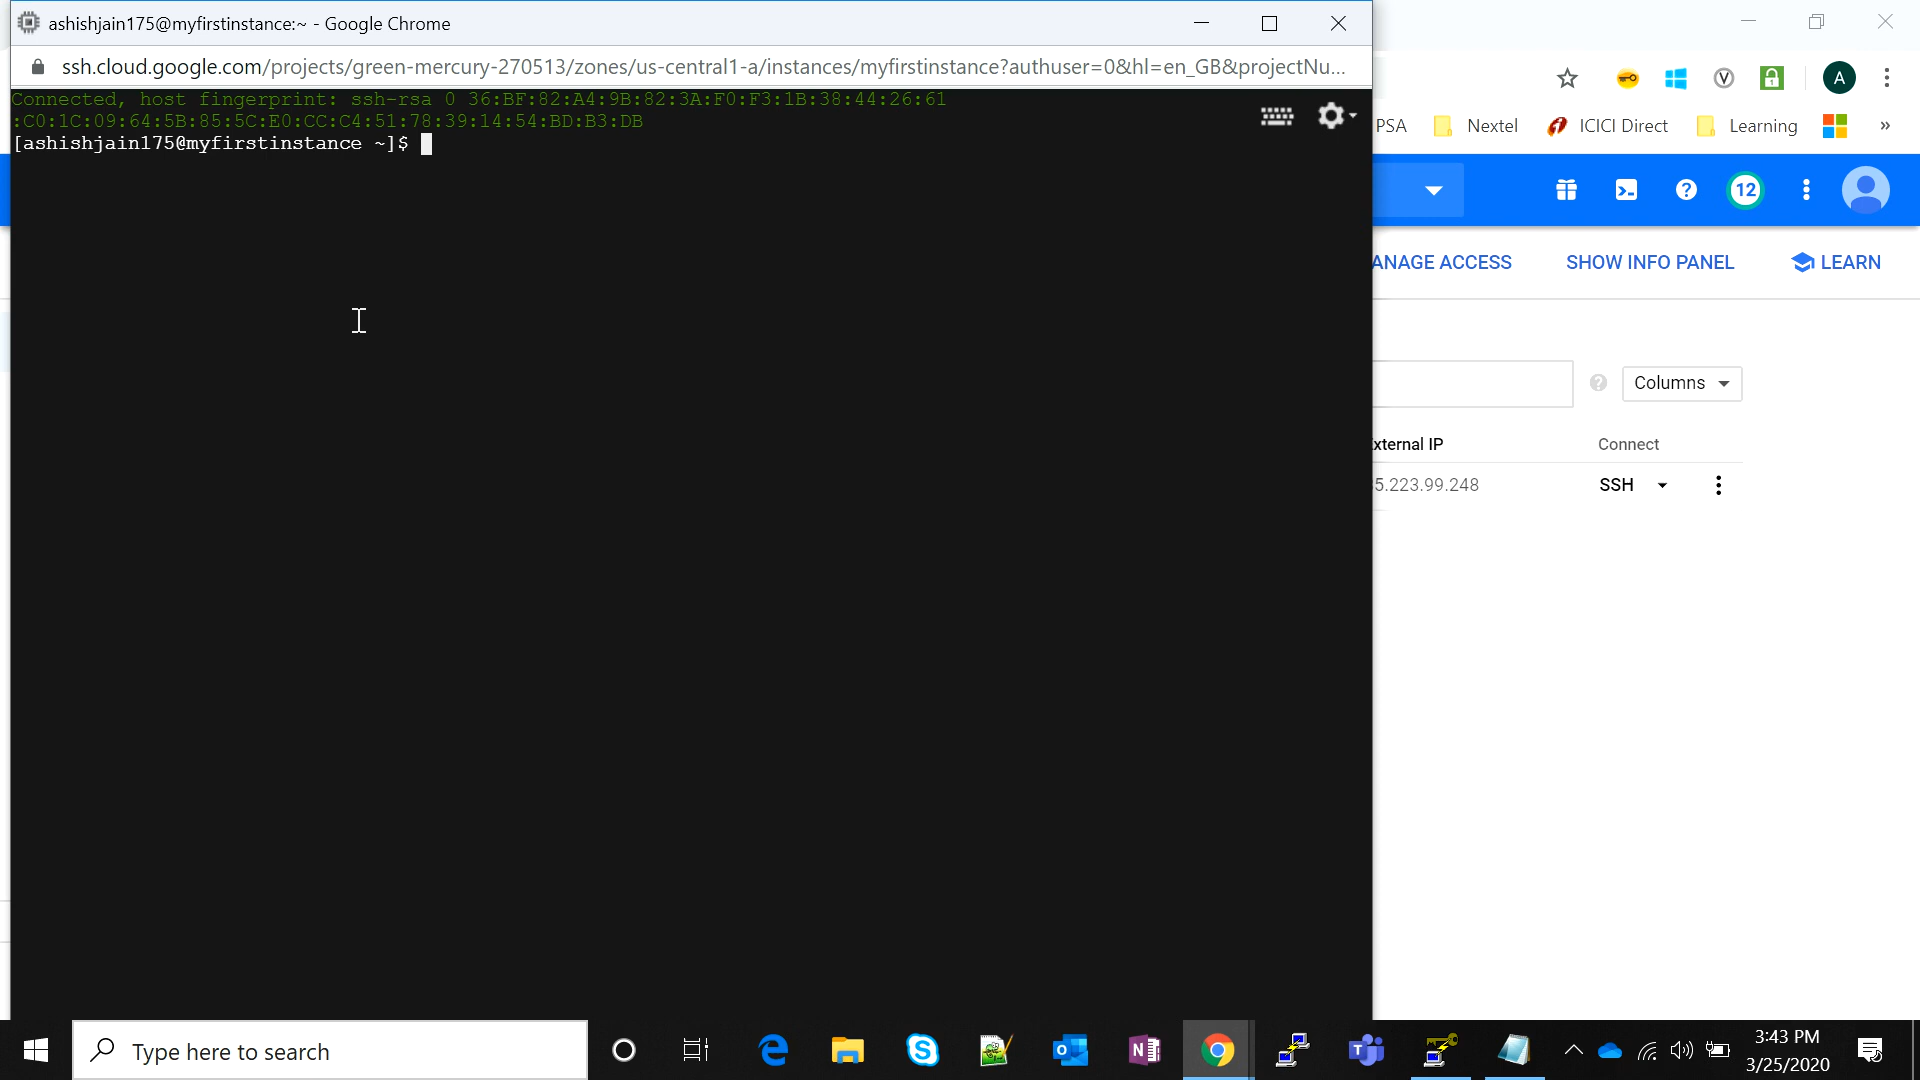 ashishjain175@myfirstinstance:~ - Google Chrome
ssh.cloud.google.com/projects/green-mercury-270513/zones/us-central1-a/instances/myfirstinstance?authuser=0&hl=en_GB&projectNu...
Connected, host fingerprint: ssh-rsa 0 36:BF:82:A4:9B:82:3A:F0:F3:1B:38:44:26:61
:C0:1C:09:64:5B:85:5C:E0:CC:C4:51:78:39:14:54:BD:B3:DB
[ashishjain175@myfirstinstance ~]$
A
PSA Nextel ICICI Direct Learning »
12
ANAGE ACCESS SHOW INFO PANEL LEARN
Columns
xternal IP Connect
5.223.99.248 SSH
Type here to search
3:43 PM
3/25/2020